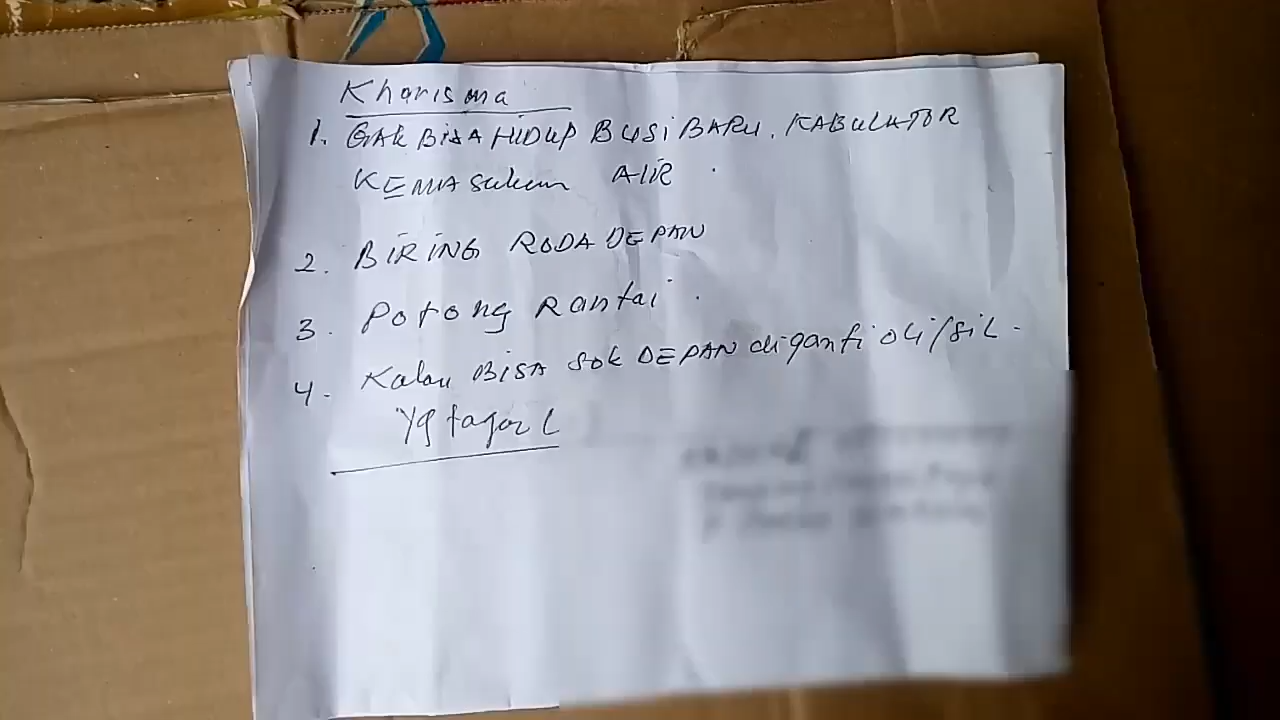 Kharisma
1. GAK BISA HIDUP BUSI BARU. KABULATOR
KEMASukan AIR.
2. BIRING RODA DEPAN
3. Potong Rantai.
4. Kalau BISA Sok DEPAN diganti oli/sil.
Yg